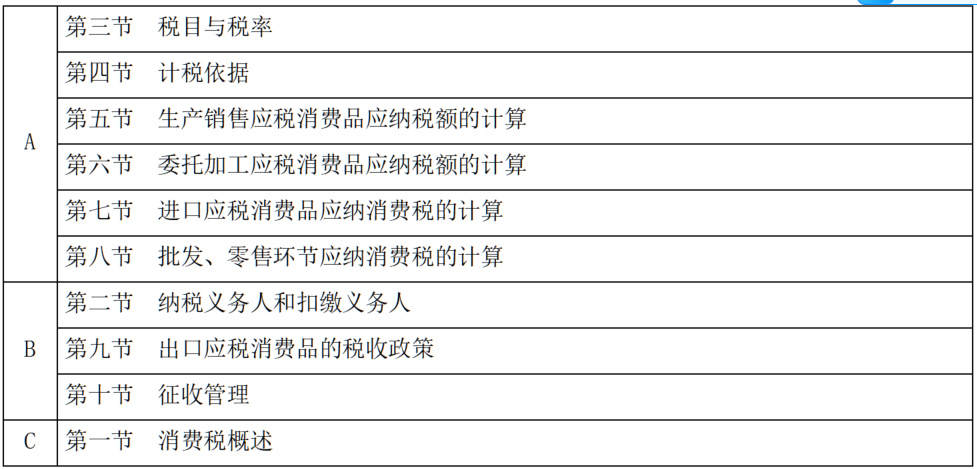 A
第三节 税目与税率
第四节 计税依据
第五节 生产销售应税消费品应纳税额的计算
第六节 委托加工应税消费品应纳税额的计算
第七节 进口应税消费品应纳消费税的计算
第八节 批发、零售环节应纳消费税的计算
B
第二节 纳税义务人和扣缴义务人
第九节 出口应税消费品的税收政策
第十节 征收管理
C
第一节 消费税概述